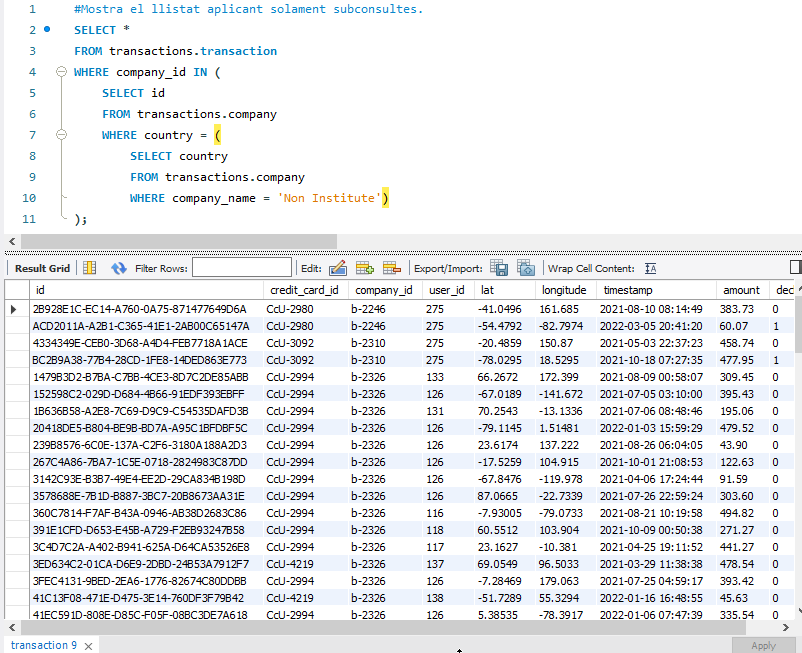 1 #Mostra el llistat aplicant solament subconsultes.
2 SELECT *
3 FROM transactions.transaction
4 WHERE company_id IN (
5 SELECT id
6 FROM transactions.company
7 WHERE country = (
8 SELECT country
9 FROM transactions.company
10 WHERE company_name = 'Non Institute')
11 );
Result Grid Filter Rows: Edit: Export/Import: Wrap Cell Content: IA
id credit_card_id company_id user_id lat longitude timestamp amount dec
2B928E1C-EC14-A760-0A75-871477649D6A CcU-2980 b-2246 275 -41.0496 161.685 2021-08-10 08:14:49 383.73 0
ACD2011A-A2B1-C365-41E1-2AB00C65147A CcU-2980 b-2246 275 -54.4792 -82.7974 2022-03-05 20:41:20 60.07 1
4334349E-CEB0-3D68-A4D4-FEB7718A1ACE CcU-3092 b-2310 275 -20.4859 150.87 2021-05-03 22:37:23 458.74 0
BC2B9A38-77B4-28CD-1FE8-14DED863E773 CcU-3092 b-2310 275 -78.0295 18.5295 2021-10-18 07:27:35 477.95 1
1479B3D2-B7BA-C7BB-4CE3-8D7C2DE85ABB CcU-2994 b-2326 133 66.2672 172.399 2021-08-09 00:58:07 309.45 0
152598C2-029D-D684-4B66-91EDF393EBFF CcU-2994 b-2326 126 -67.0189 -141.672 2021-07-05 03:10:00 395.43 0
1B636B58-A2E8-7C69-D9C9-C54535DAFD3B CcU-2994 b-2326 131 70.2543 -13.1336 2021-07-06 08:48:46 195.06 0
20418DE5-B804-BE9B-BD7A-A95C1BFDBF5C CcU-2994 b-2326 126 -79.1145 1.51481 2022-01-03 15:59:29 479.52 0
239B8576-6C0E-137A-C2F6-3180A188A2D3 CcU-2994 b-2326 126 23.6174 137.222 2021-08-26 06:04:05 43.90 0
267C4A86-7BA7-1C5E-0718-2824983C87DD CcU-2994 b-2326 126 -17.5259 104.915 2021-10-01 21:08:53 122.63 0
3142C93E-B3B7-49E4-EE2D-29CA834B198D CcU-2994 b-2326 126 -67.8476 -119.978 2021-04-06 17:24:44 91.59 0
3578688E-7B1D-B887-3BC7-20B8673AA31E CcU-2994 b-2326 126 87.0665 -22.7339 2021-07-26 22:59:24 303.60 0
360C7814-F7AF-B43A-0946-AB38D2683C86 CcU-2994 b-2326 116 -7.93005 -79.0733 2021-08-21 10:19:58 494.82 0
391E1CFD-D653-E45B-A729-F2EB93247B58 CcU-2994 b-2326 118 60.5512 103.904 2021-10-09 00:50:38 271.27 0
3C4D7C2A-A402-B941-625A-D64CA53526E8 CcU-2994 b-2326 117 23.1627 -10.381 2021-04-25 19:11:52 441.27 0
3ED634C2-01CA-D6E9-2DBD-24B53A7912F7 CcU-4219 b-2326 137 69.0549 96.5033 2021-03-29 11:38:38 478.54 0
3FEC4131-9BED-2EA6-1776-82674C80DDBB CcU-2994 b-2326 126 -7.28469 179.063 2021-07-25 04:59:17 393.42 0
41C13F08-471E-D475-3E14-760DF3F79B42 CcU-4219 b-2326 138 -51.7289 55.3294 2022-01-16 16:48:55 45.63 0
41EC591D-808E-D85C-F05F-08BC3DE7A618 CcU-2994 b-2326 126 5.38535 -78.3917 2022-01-06 07:47:39 335.54 0
transaction 9 Apply